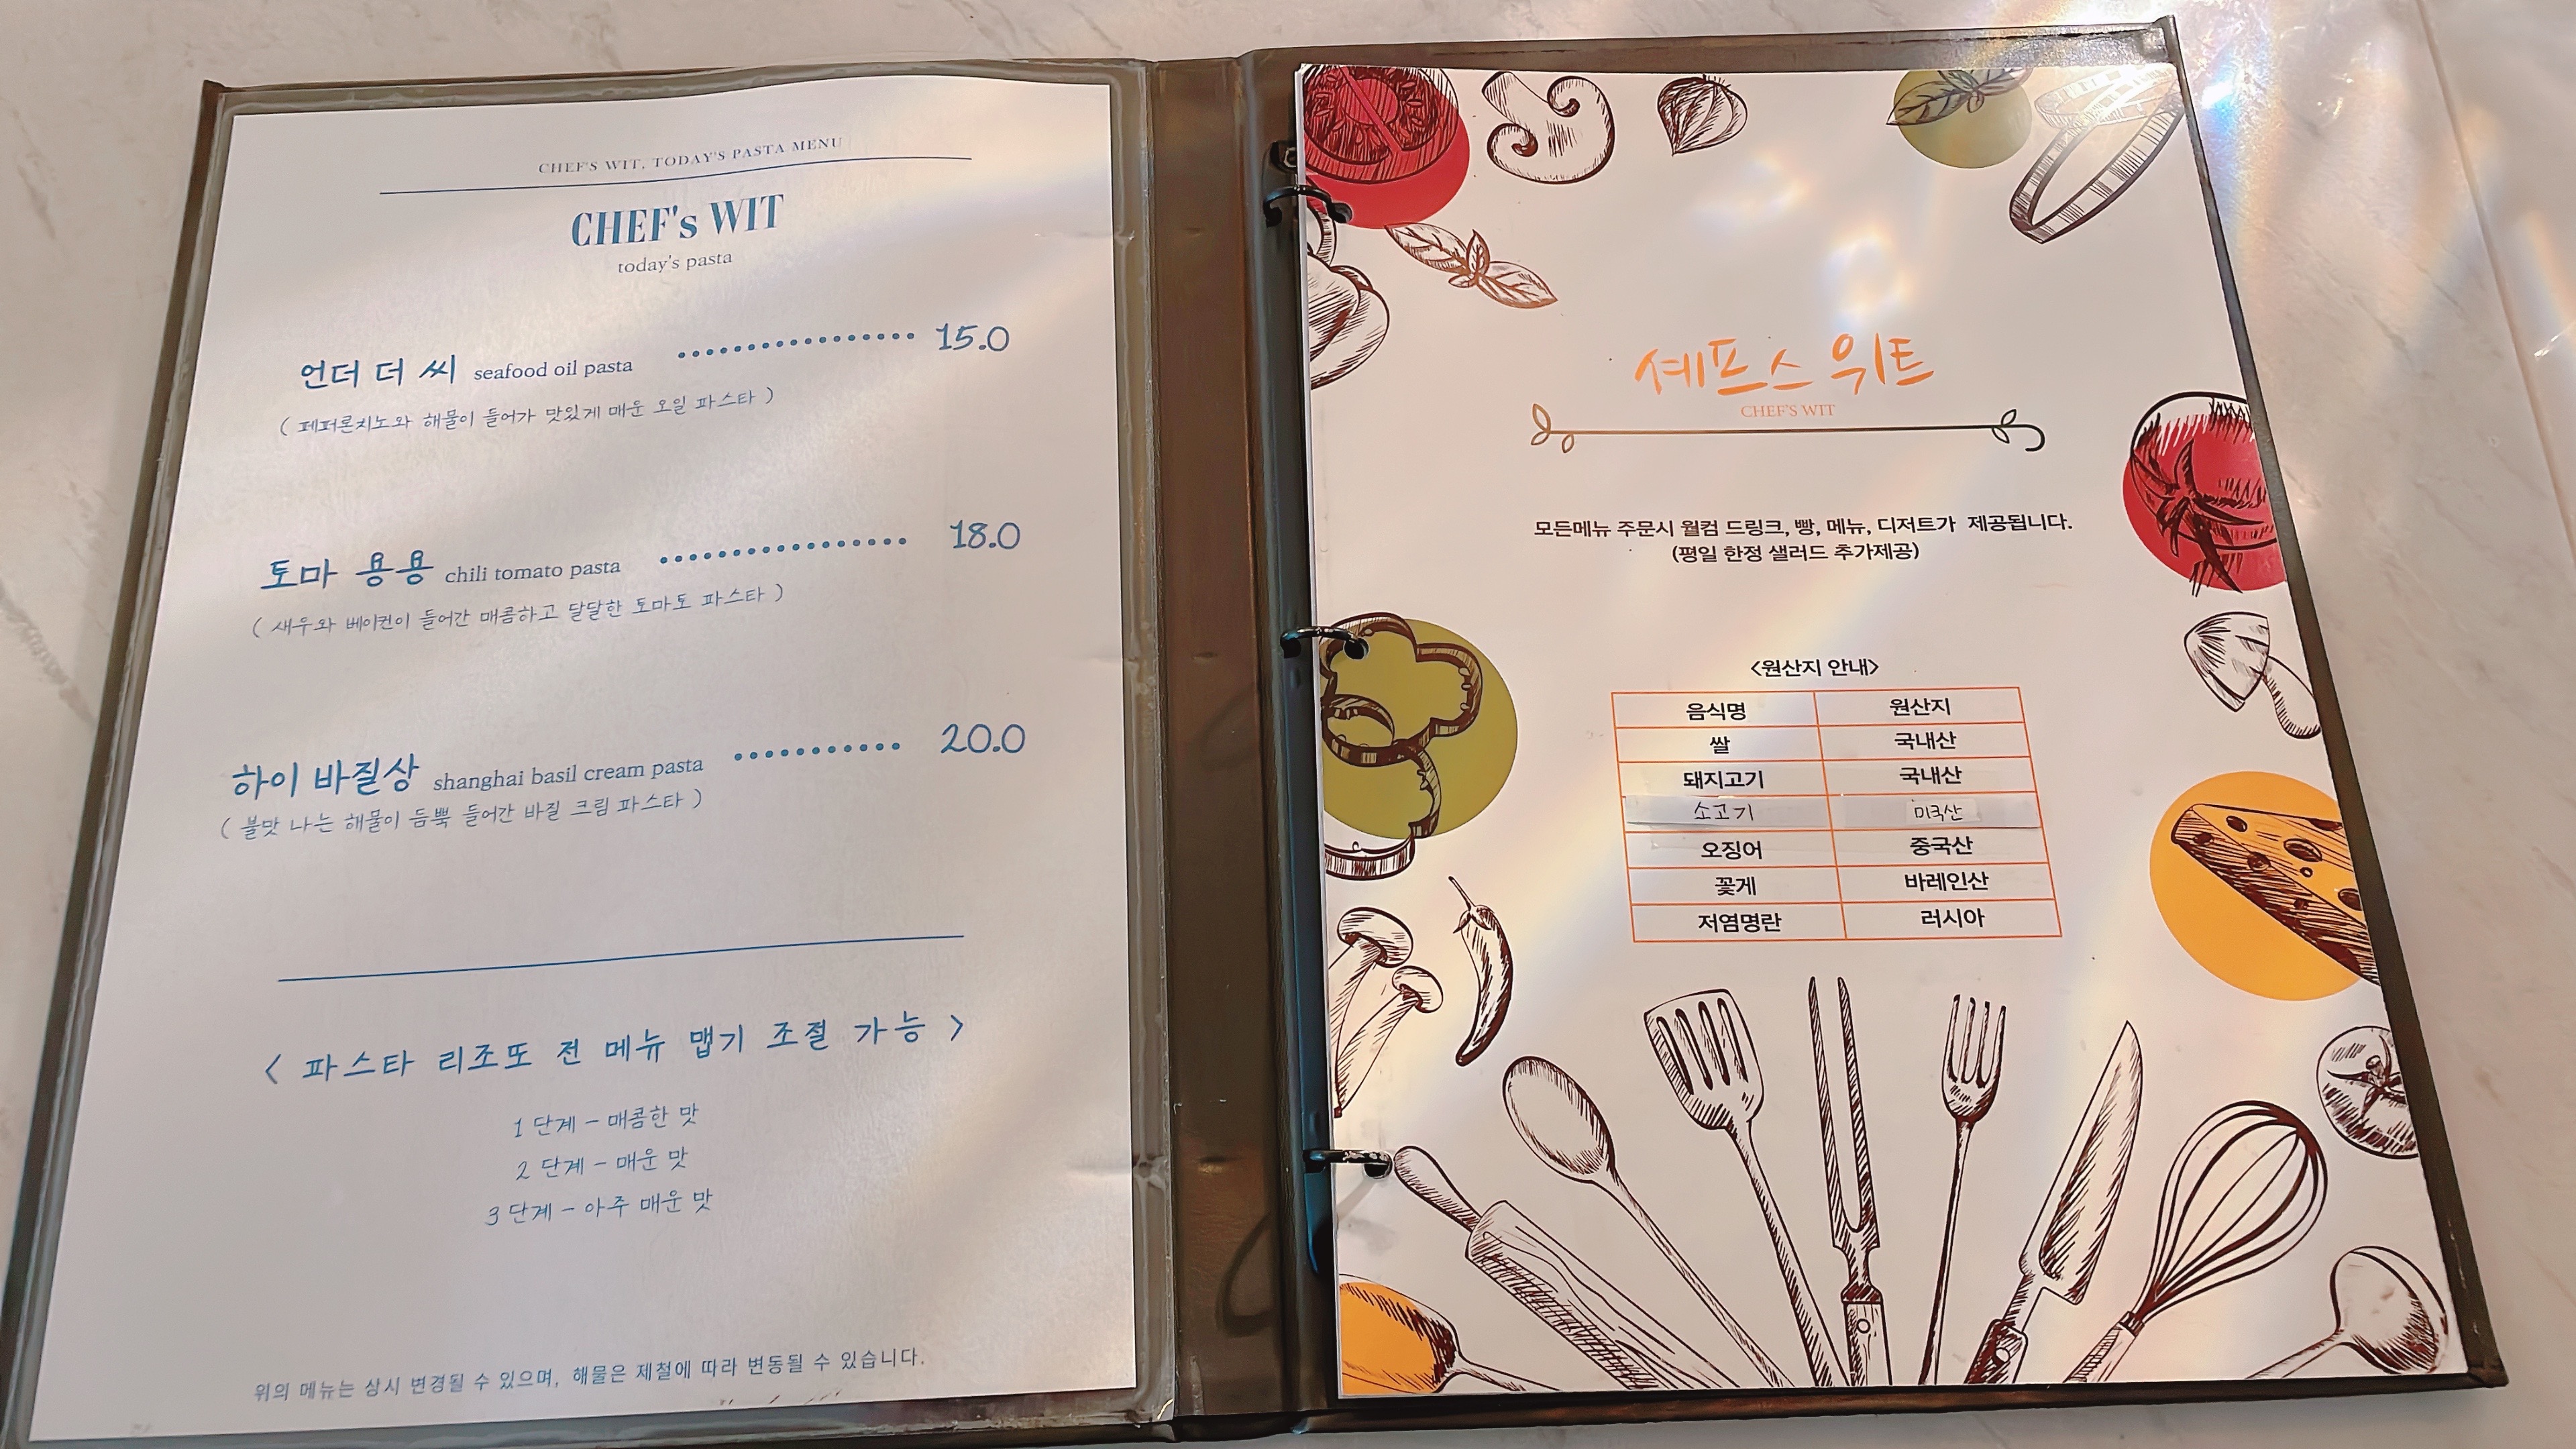 CHEF'S WIT, TODAY'S PASTA MENU
CHEF's WIT
today's pasta
언더 더 씨 seafood oil pasta ................. 15.0
( 페퍼론치노와 해물이 들어가 맛있게 매운 오일 파스타 )
토마 용용 chili tomato pasta ................. 18.0
( 새우와 베이컨이 들어간 매콤하고 달달한 토마토 파스타 )
하이 바질상 shanghai basil cream pasta ........... 20.0
( 불맛 나는 해물이 듬뿍 들어간 바질 크림 파스타 )
< 파스타 리조또 전 메뉴 맵기 조절 가능 >
1 단계 - 매콤한 맛
2 단계 - 매운 맛
3 단계 - 아주 매운 맛
위의 메뉴는 상시 변경될 수 있으며, 해물은 제철에 따라 변동될 수 있습니다.
셰프스 위트
CHEF'S WIT
모든메뉴 주문시 웰컴 드링크, 빵, 메뉴, 디저트가 제공됩니다.
(평일 한정 샐러드 추가제공)
<원산지 안내>
음식명 원산지
쌀 국내산
돼지고기 국내산
소고기 미국산
오징어 중국산
꽃게 바레인산
저염명란 러시아